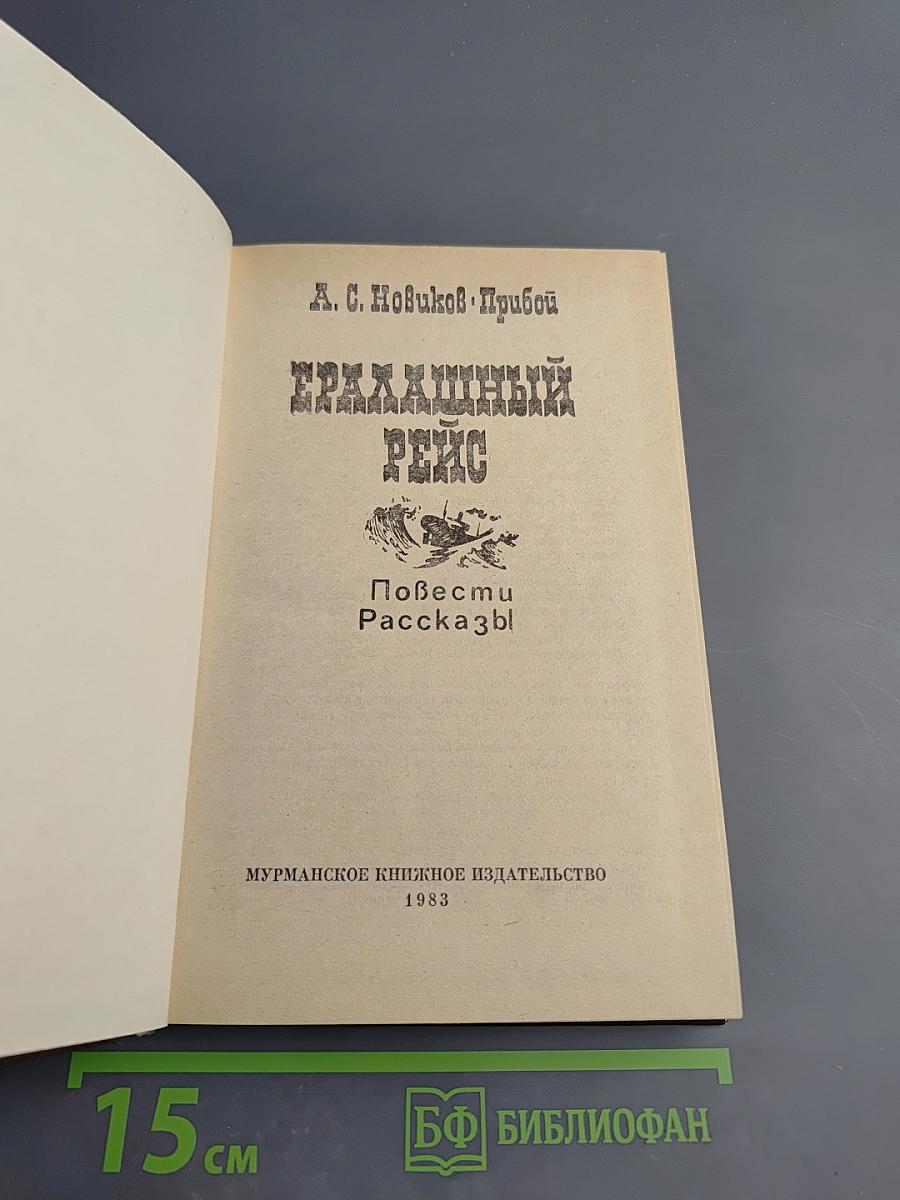 А. С. Новиков-Прибой
ЕРАЛАШНЫЙ
РЕЙС
Повести
Рассказы
МУРМАНСКОЕ КНИЖНОЕ ИЗДАТЕЛЬСТВО
1983
15 см
БФ БИБЛИОФАН